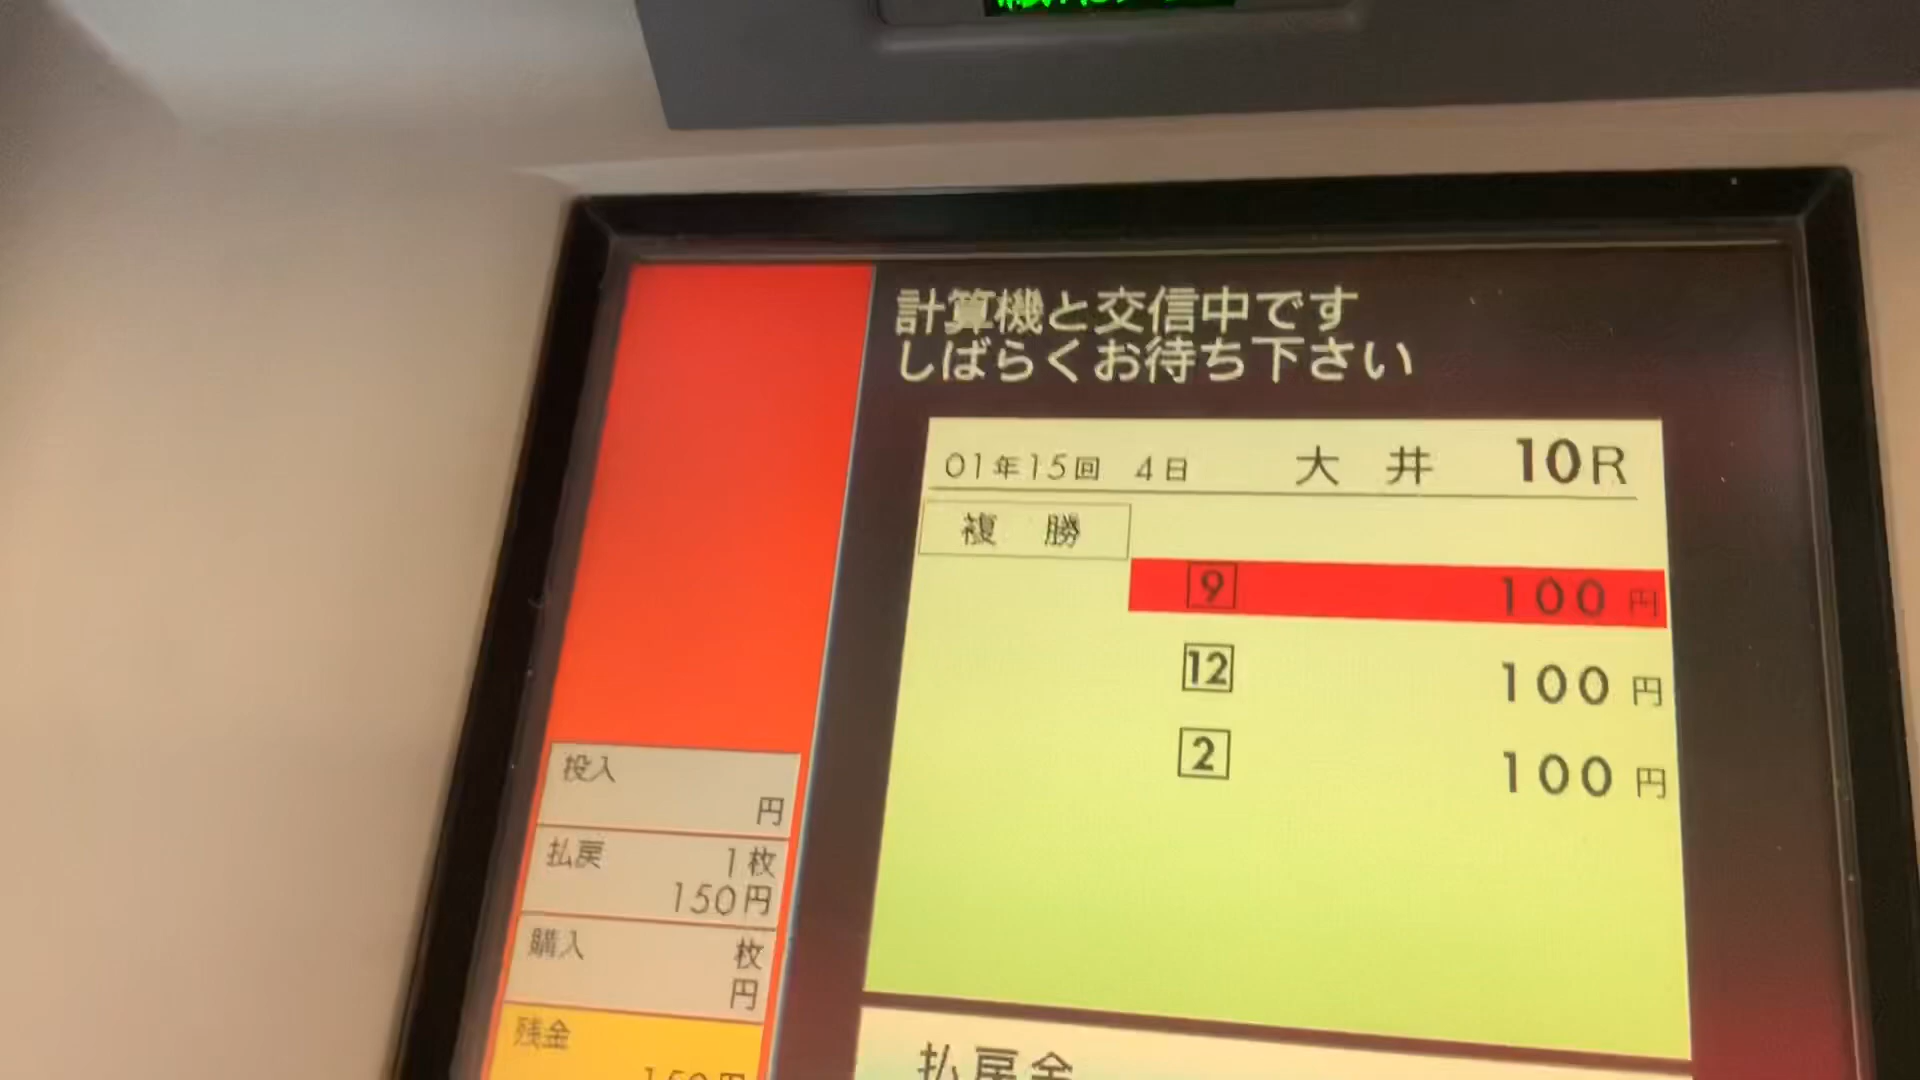 計算機と交信中です
しばらくお待ち下さい
01年15回 4日 大井 10R
複勝
9 100円
12 100円
2 100円
投入
円
払戻 1枚
150円
購入 枚
円
残金
150円
払戻金